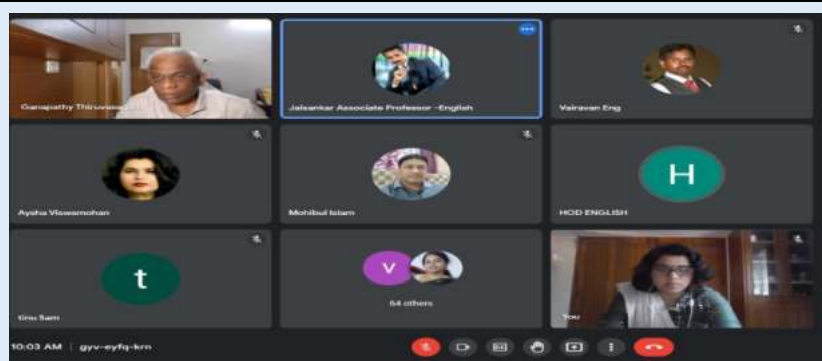 Ganapathy
Jaisankar Associate Professor -English
Vairavan Eng
Aysha Viswamohan
Mohibul Islam
H
HOD ENGLISH
t
tinu Sam
V
64 others
You
10:03 AM | gyv-eyfq-krn